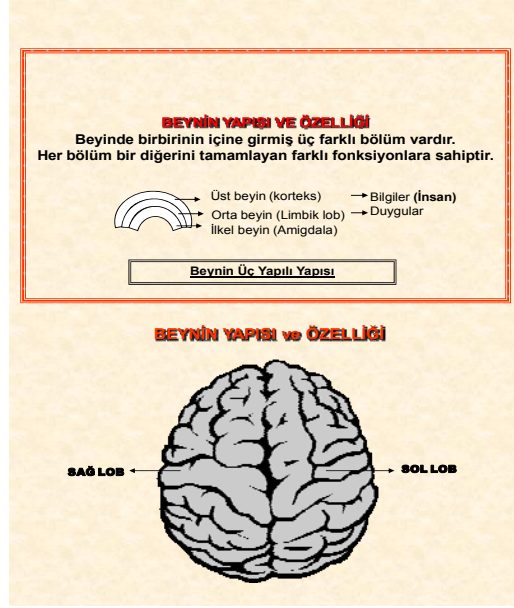 BEYNİN YAPISI VE ÖZELLİĞİ
Beyinde birbirinin içine girmiş üç farklı bölüm vardır.
Her bölüm bir diğerini tamamlayan farklı fonksiyonlara sahiptir.
Üst beyin (korteks) Bilgiler (İnsan)
Orta beyin (Limbik lob) Duygular
İlkel beyin (Amigdala)
Beynin Üç Yapılı Yapısı
BEYNİN YAPISI ve ÖZELLİĞİ
SAĞ LOB SOL LOB